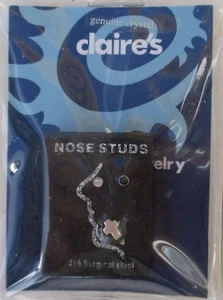 genuine crystal
claire's
NOSE STUDS
elry
316 Surgical steel